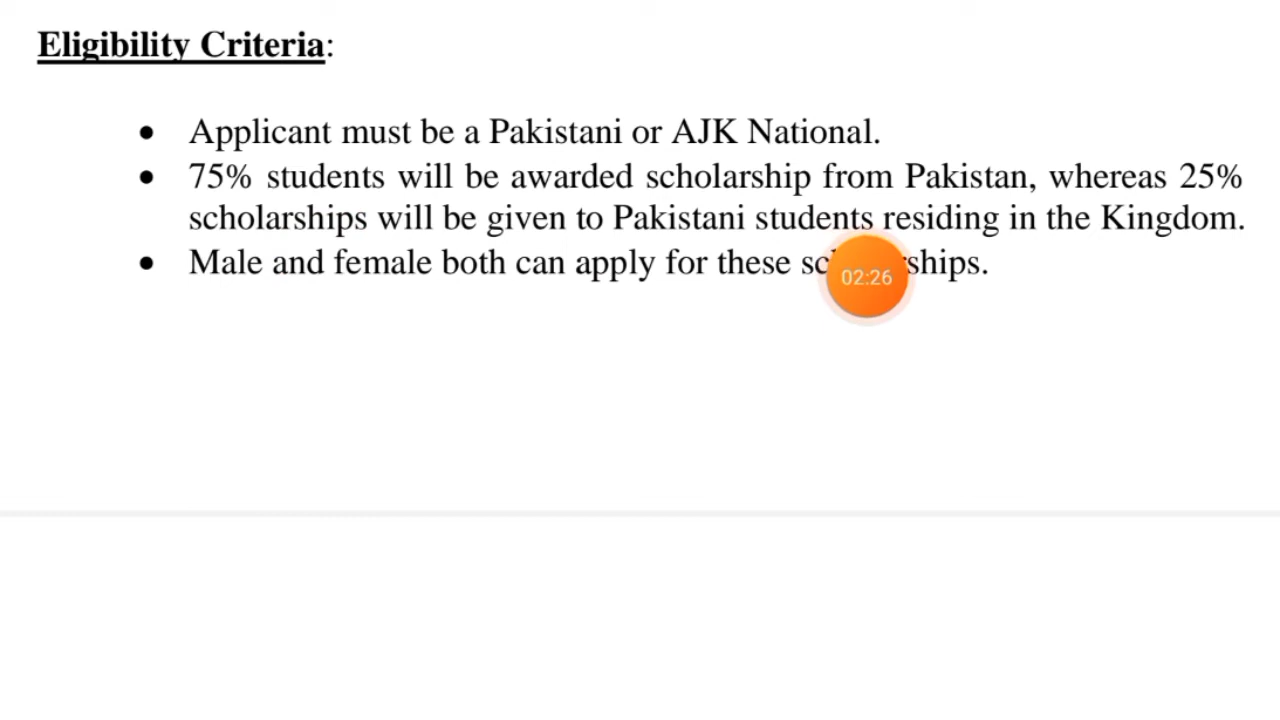 Eligibility Criteria:
• Applicant must be a Pakistani or AJK National.
• 75% students will be awarded scholarship from Pakistan, whereas 25%
scholarships will be given to Pakistani students residing in the Kingdom.
• Male and female both can apply for these
02:26